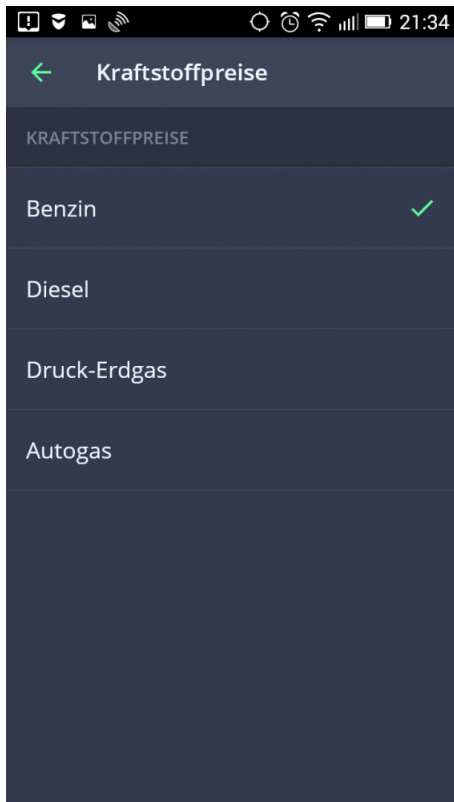 21:34
Kraftstoffpreise
KRAFTSTOFFPREISE
Benzin
Diesel
Druck-Erdgas
Autogas